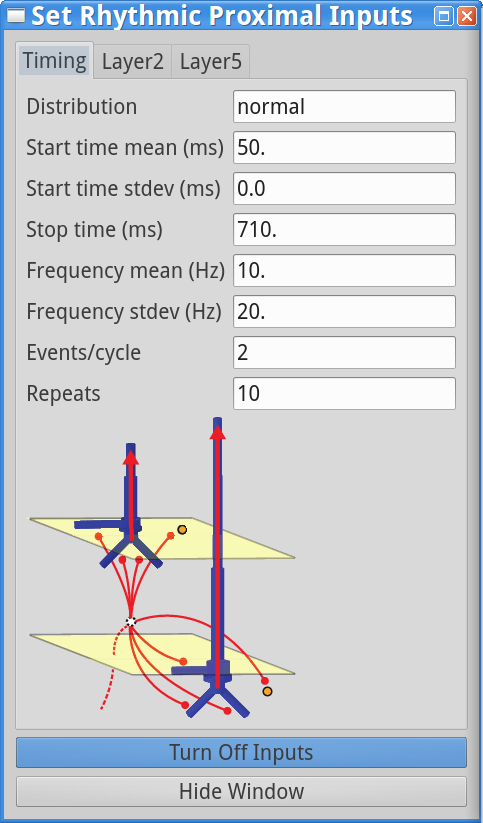 Set Rhythmic Proximal Inputs
Timing Layer2 Layer5
Distribution normal
Start time mean (ms) 50.
Start time stdev (ms) 0.0
Stop time (ms) 710.
Frequency mean (Hz) 10.
Frequency stdev (Hz) 20.
Events/cycle 2
Repeats 10
Turn Off Inputs
Hide Window